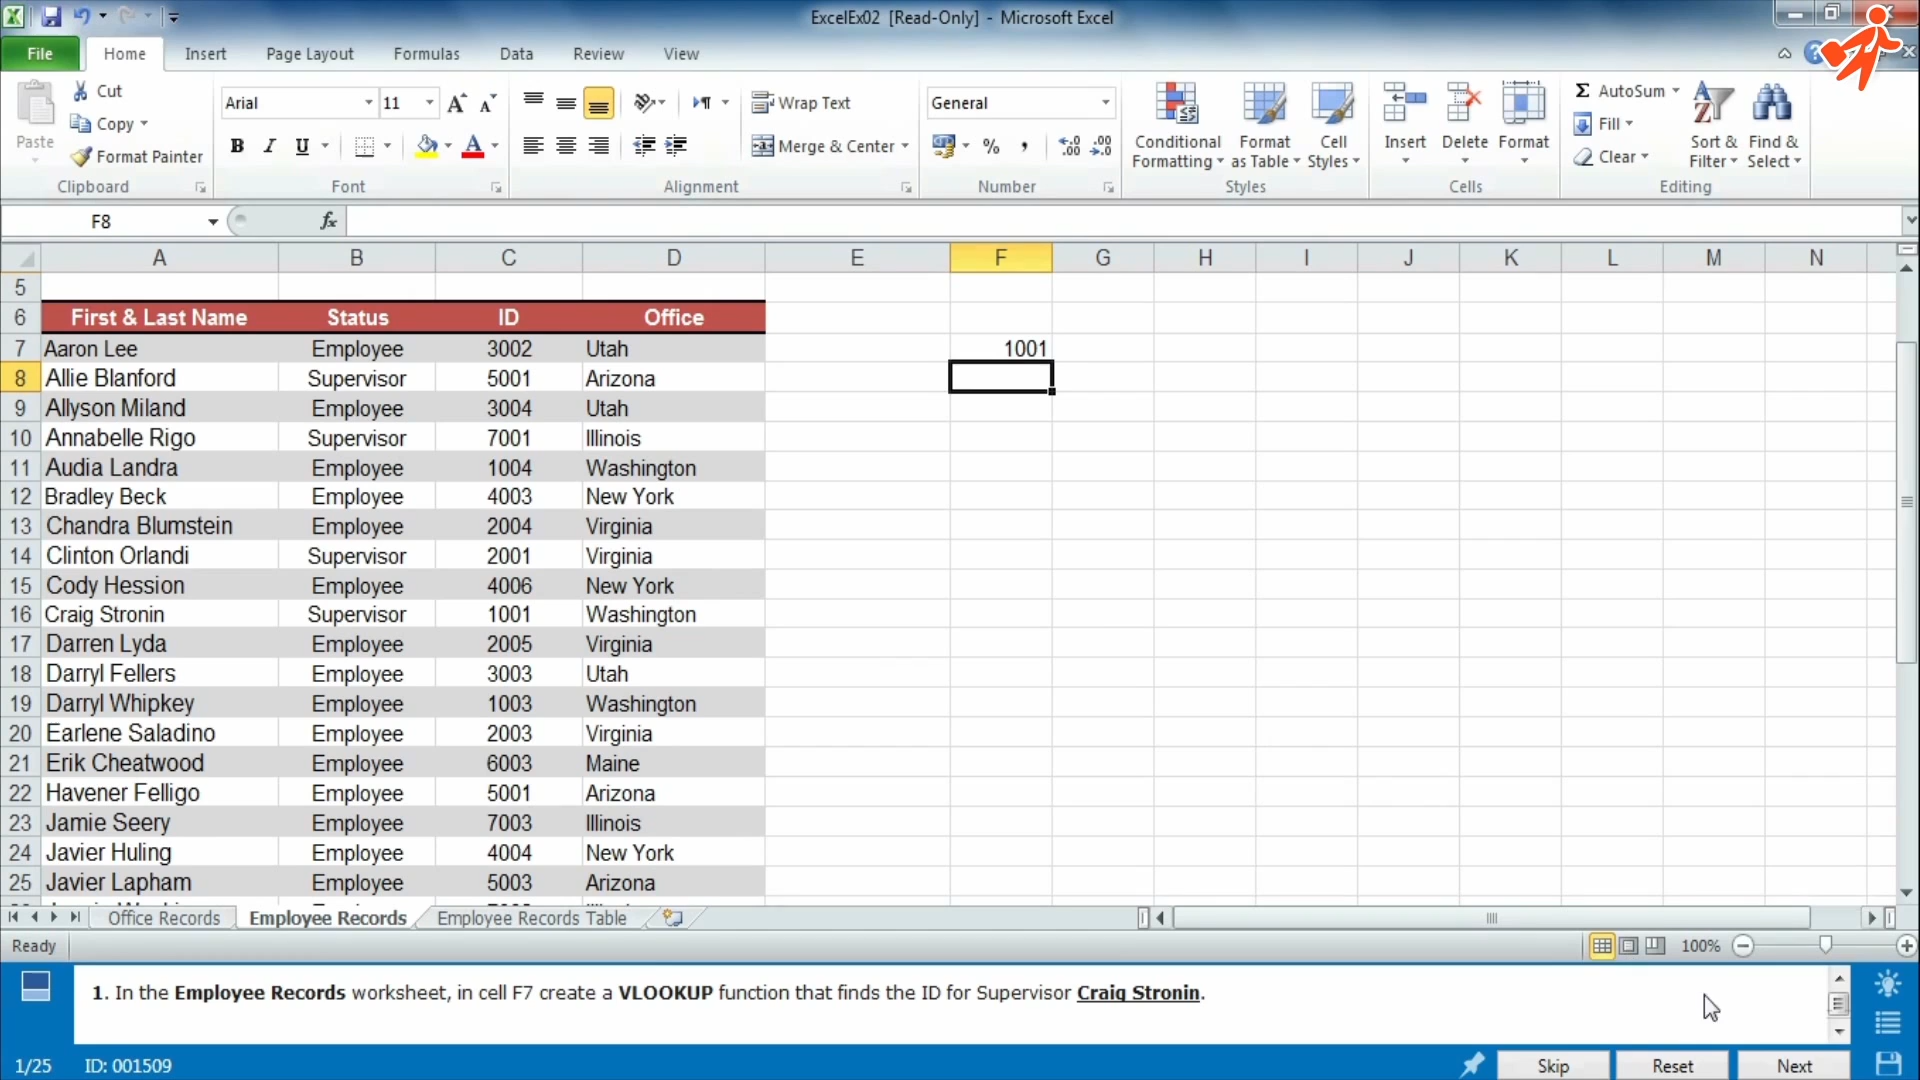 ExcelEx02 [Read-Only] - Microsoft Excel
File Home Insert Page Layout Formulas Data Review View
Paste
Cut
Copy
Format Painter
Clipboard
Arial 11
B I U
Font
Wrap Text
Merge & Center
Alignment
General
%
Number
Conditional Formatting
Format as Table
Cell Styles
Styles
Insert
Delete
Format
Cells
Σ AutoSum
Fill
Clear
Sort & Filter
Find & Select
Editing
F8 fx
A B C D E F G H I J K L M N
5
6 First & Last Name Status ID Office
7 Aaron Lee Employee 3002 Utah 1001
8 Allie Blanford Supervisor 5001 Arizona
9 Allyson Miland Employee 3004 Utah
10 Annabelle Rigo Supervisor 7001 Illinois
11 Audia Landra Employee 1004 Washington
12 Bradley Beck Employee 4003 New York
13 Chandra Blumstein Employee 2004 Virginia
14 Clinton Orlandi Supervisor 2001 Virginia
15 Cody Hession Employee 4006 New York
16 Craig Stronin Supervisor 1001 Washington
17 Darren Lyda Employee 2005 Virginia
18 Darryl Fellers Employee 3003 Utah
19 Darryl Whipkey Employee 1003 Washington
20 Earlene Saladino Employee 2003 Virginia
21 Erik Cheatwood Employee 6003 Maine
22 Havener Felligo Employee 5001 Arizona
23 Jamie Seery Employee 7003 Illinois
24 Javier Huling Employee 4004 New York
25 Javier Lapham Employee 5003 Arizona
Office Records Employee Records Employee Records Table
Ready 100%
1. In the Employee Records worksheet, in cell F7 create a VLOOKUP function that finds the ID for Supervisor Craig Stronin.
1/25 ID: 001509 Skip Reset Next